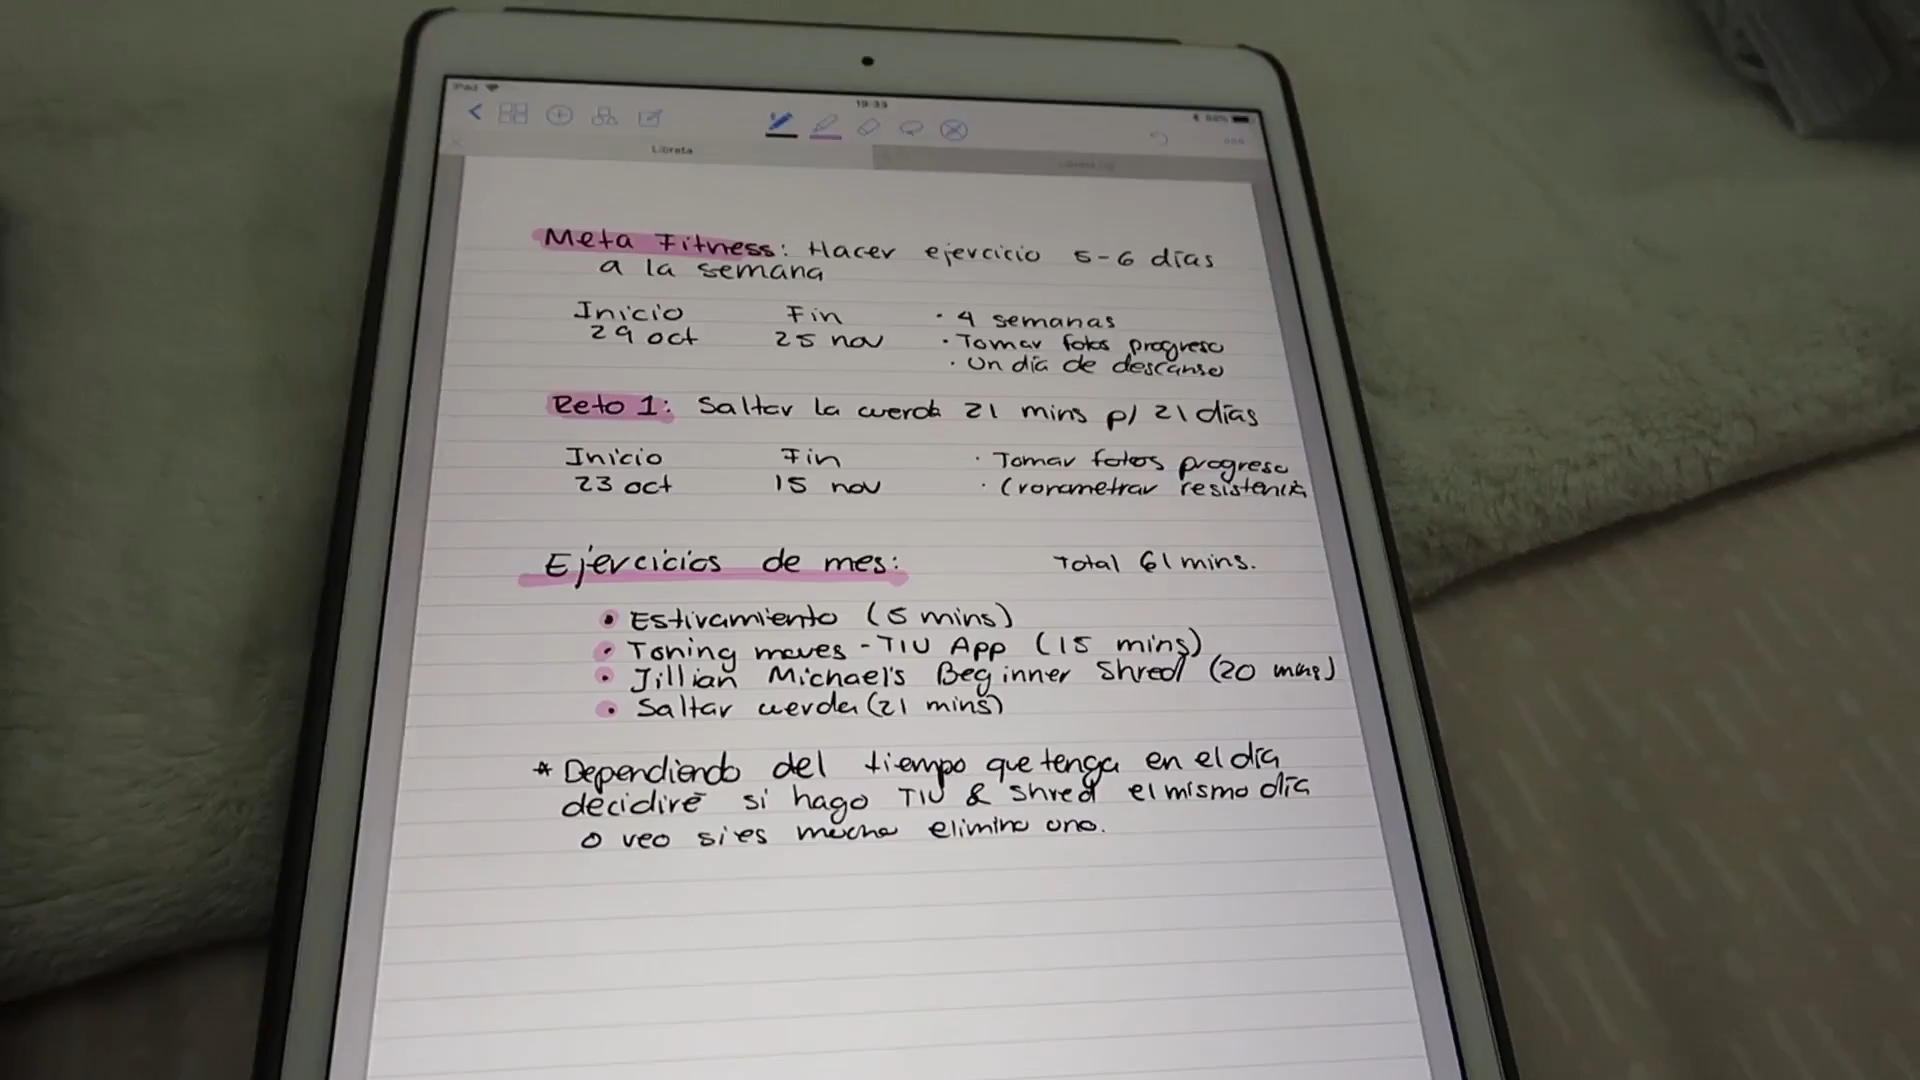 iPad
19:33
88%
Libreta
Meta Fitness: Hacer ejercicio 5-6 días
a la semana
Inicio Fin · 4 semanas
29 oct 25 nov · Tomar fotos progreso
· Un día de descanso
Reto 1: Saltar la cuerda 21 mins p/ 21 días
Inicio Fin · Tomar fotos progreso
23 oct 15 nov · Cronometrar resistencia
Ejercicios de mes: Total 61 mins.
• Estiramiento (5 mins)
• Toning moves - TIU App (15 mins)
• Jillian Michael's Beginner Shred (20 mins)
• Saltar cuerda (21 mins)
* Dependiendo del tiempo que tenga en el día
decidiré si hago TIU & Shred el mismo día
o veo si es mucho elimino uno.